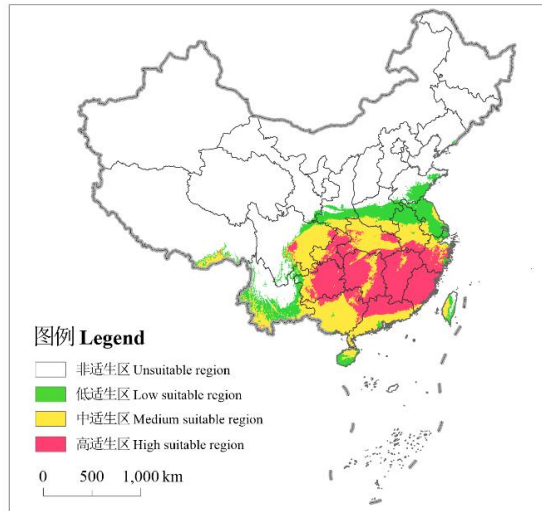 图例 Legend
非适生区 Unsuitable region
低适生区 Low suitable region
中适生区 Medium suitable region
高适生区 High suitable region
0 500 1,000 km